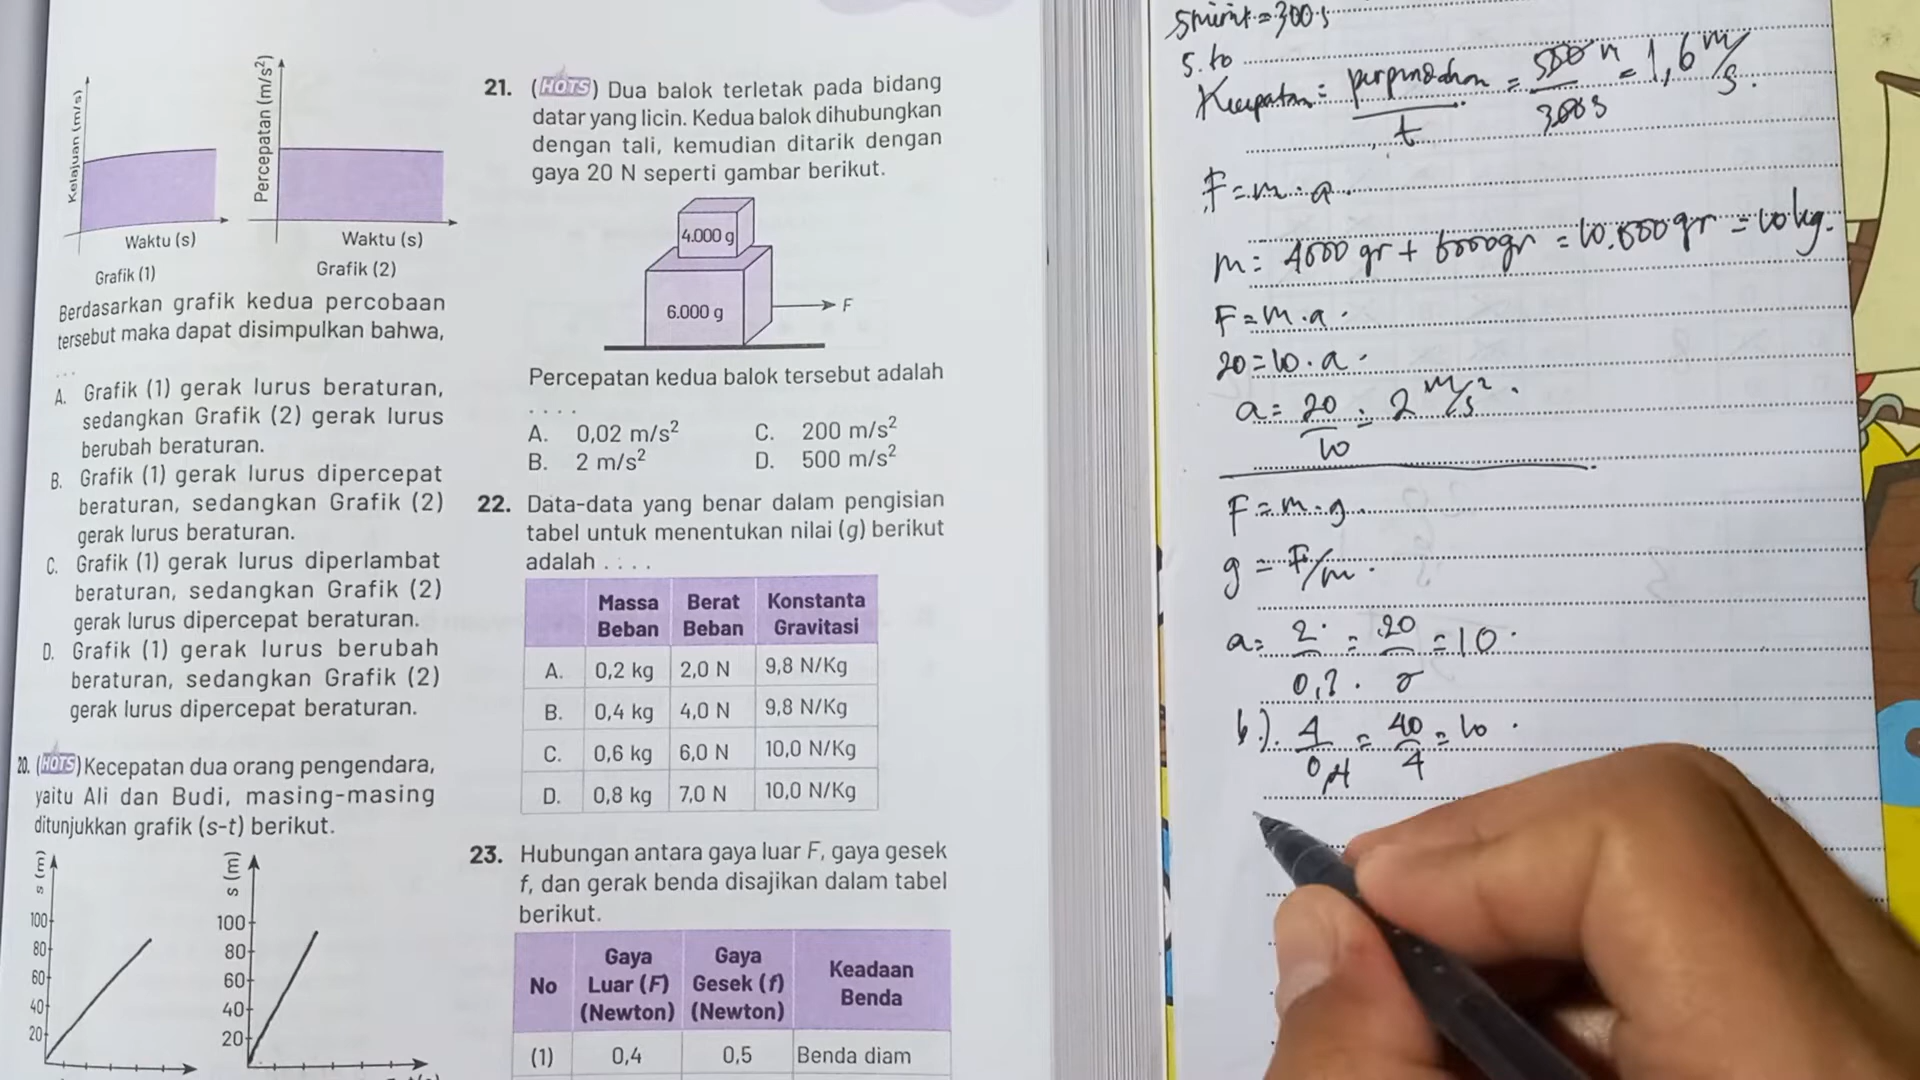 Kelajuan (m/s)
Waktu (s)
Grafik (1)
Percepatan (m/s²)
Waktu (s)
Grafik (2)
Berdasarkan grafik kedua percobaan
tersebut maka dapat disimpulkan bahwa,
. . .
A. Grafik (1) gerak lurus beraturan,
sedangkan Grafik (2) gerak lurus
berubah beraturan.
B. Grafik (1) gerak lurus dipercepat
beraturan, sedangkan Grafik (2)
gerak lurus beraturan.
C. Grafik (1) gerak lurus diperlambat
beraturan, sedangkan Grafik (2)
gerak lurus dipercepat beraturan.
D. Grafik (1) gerak lurus berubah
beraturan, sedangkan Grafik (2)
gerak lurus dipercepat beraturan.
20. (HOTS) Kecepatan dua orang pengendara,
yaitu Ali dan Budi, masing-masing
ditunjukkan grafik (s-t) berikut.
s (m)
100
80
60
40
20
s (m)
100
80
60
40
20
21. (HOTS) Dua balok terletak pada bidang
datar yang licin. Kedua balok dihubungkan
dengan tali, kemudian ditarik dengan
gaya 20 N seperti gambar berikut.
4.000 g
6.000 g
F
Percepatan kedua balok tersebut adalah
. . . .
A. 0,02 m/s² C. 200 m/s²
B. 2 m/s² D. 500 m/s²
22. Data-data yang benar dalam pengisian
tabel untuk menentukan nilai (g) berikut
adalah . . . .
Massa Beban Berat Beban Konstanta Gravitasi
A. 0,2 kg 2,0 N 9,8 N/Kg
B. 0,4 kg 4,0 N 9,8 N/Kg
C. 0,6 kg 6,0 N 10,0 N/Kg
D. 0,8 kg 7,0 N 10,0 N/Kg
23. Hubungan antara gaya luar F, gaya gesek
f, dan gerak benda disajikan dalam tabel
berikut.
No Gaya Luar (F) (Newton) Gaya Gesek (f) (Newton) Keadaan Benda
(1) 0,4 0,5 Benda diam
= 300 s
= 1,6 m/s.
t
F = m . a
m = 4000 gr + 6000 gr = 10.000 gr = 10 kg.
F = m . a .
20 = 10 . a .
a = 20/10 = 2 m/s² .
F = m . g
g = F/m .
a = 2/0,2 = 20/2 = 10 .
b). 4/0,4 = 40/4 = 10 .